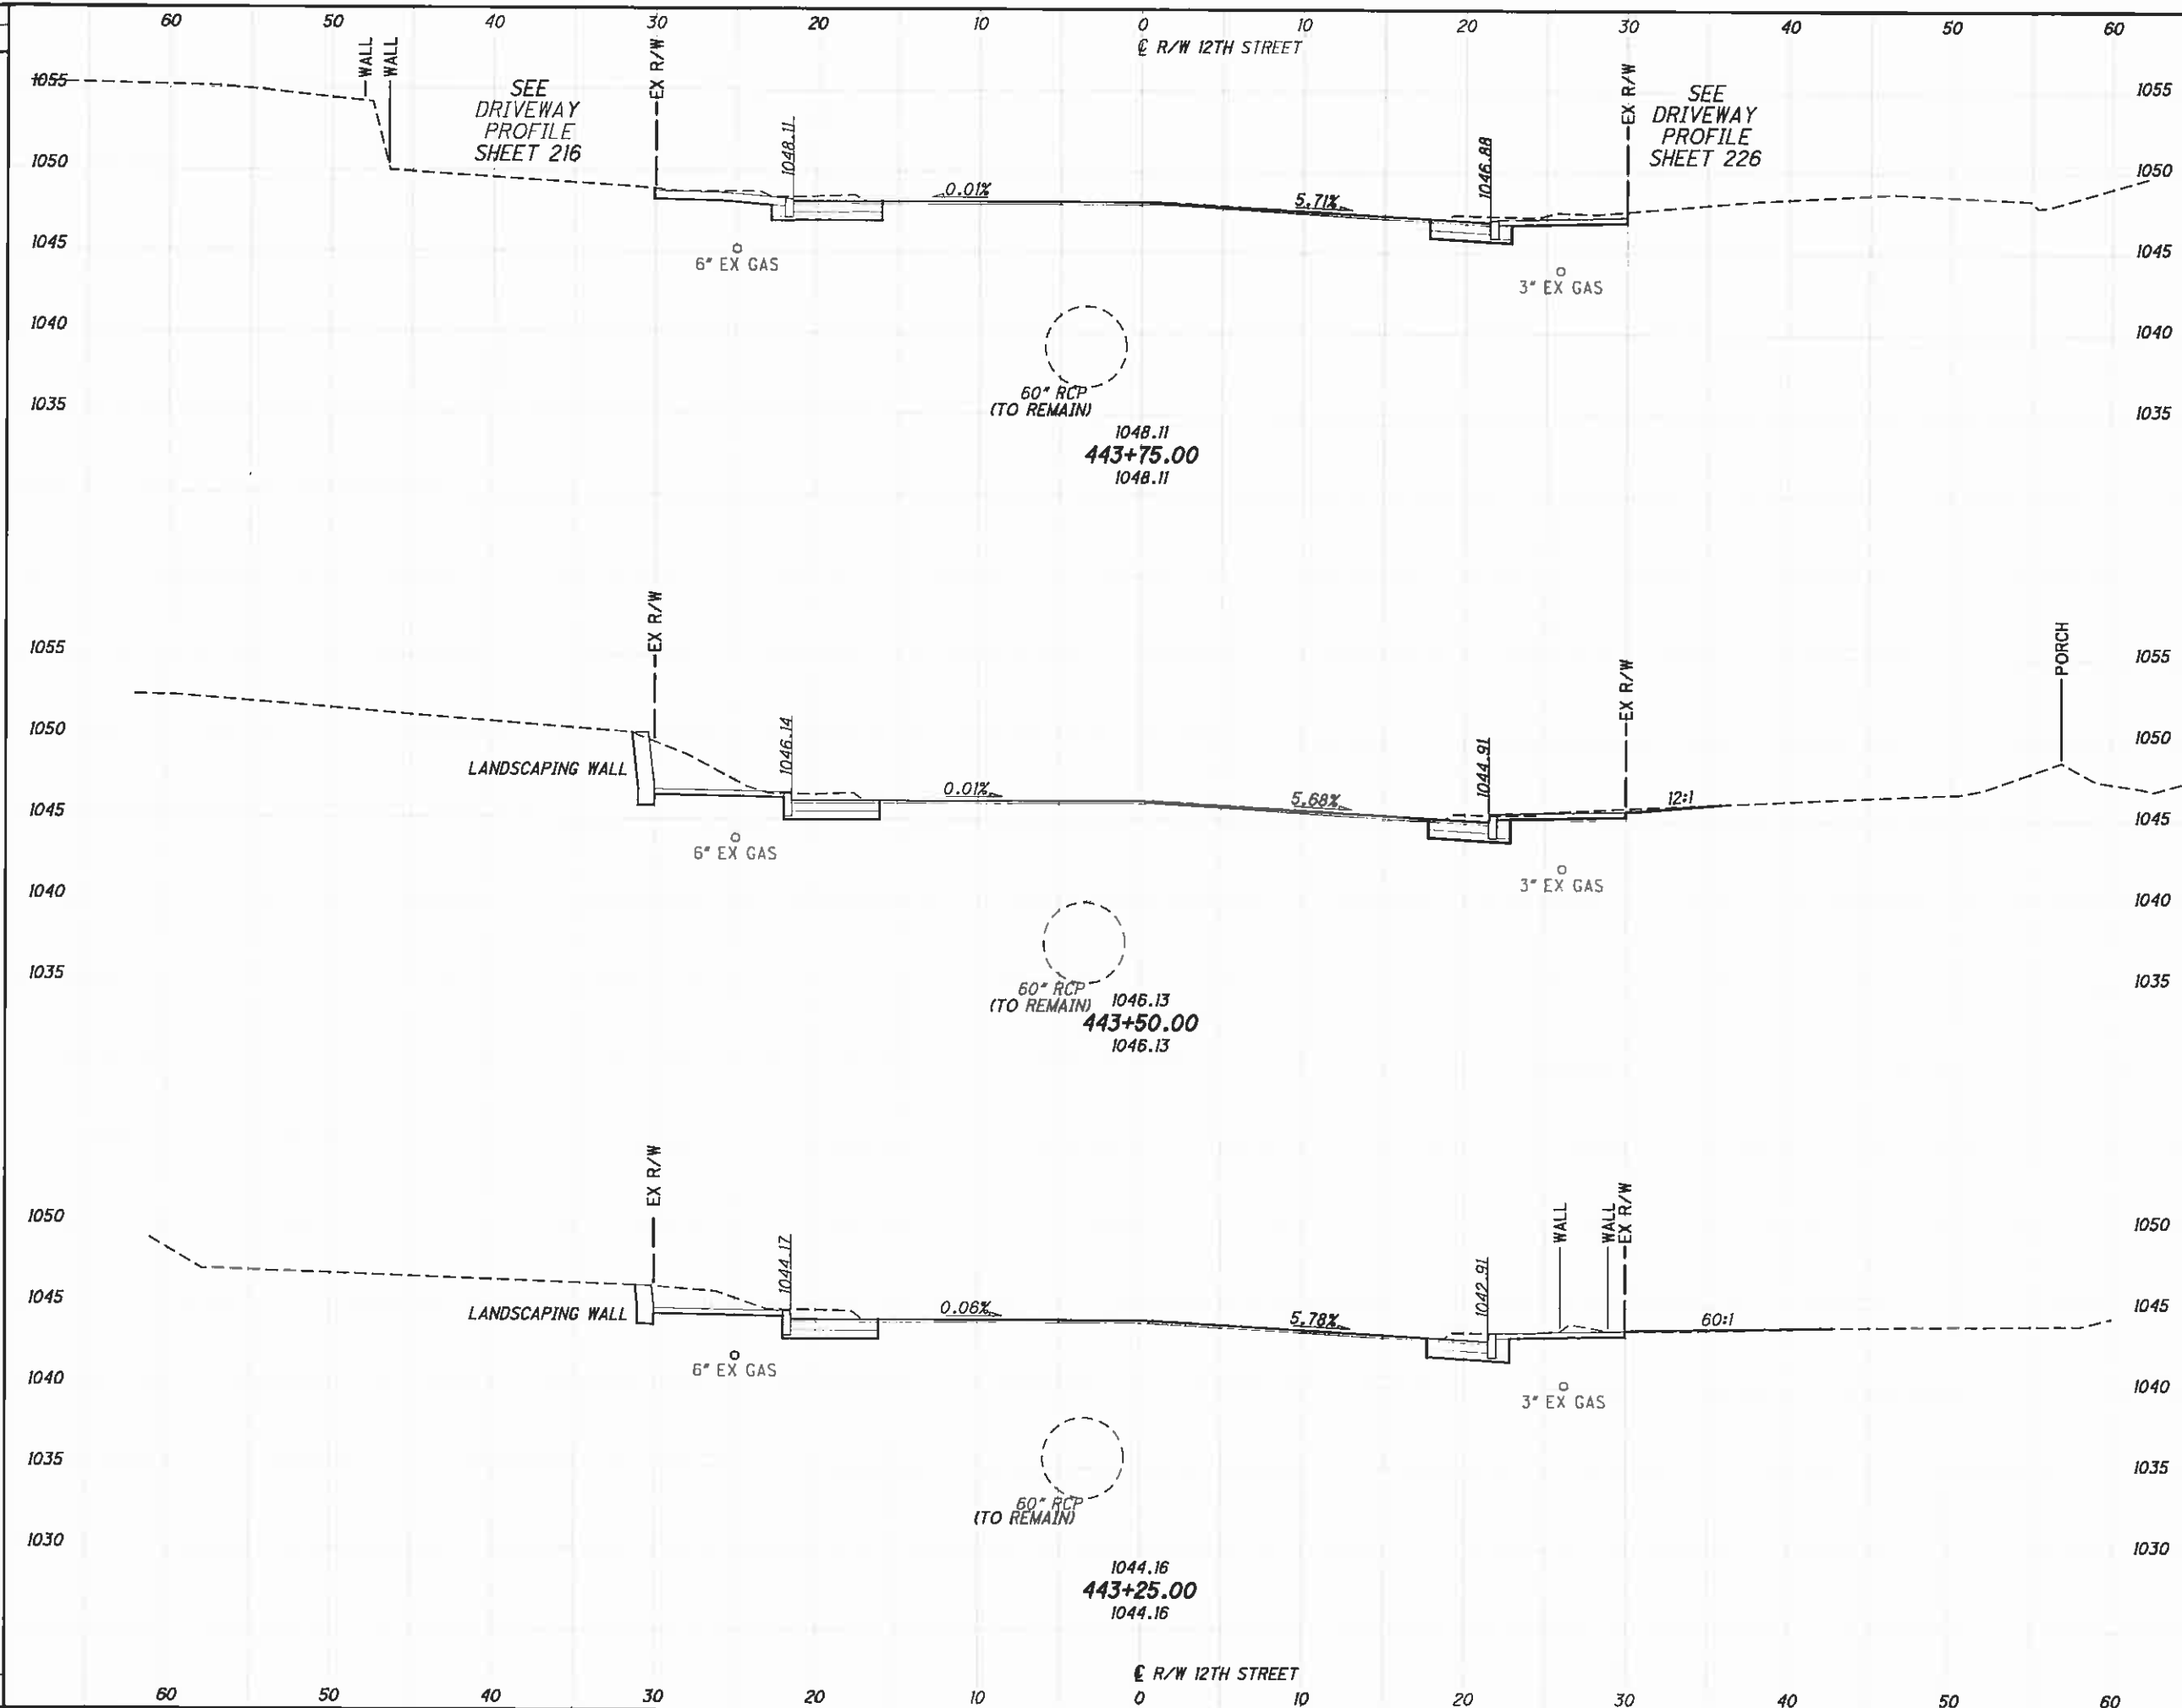 60 50 40 30 20 10 0 10 20 30 40 50 60
℄ R/W 12TH STREET
WALL
WALL
EX R/W
EX R/W
1055
1055
SEE
DRIVEWAY
PROFILE
SHEET 216
SEE
DRIVEWAY
PROFILE
SHEET 226
1048.11
1046.88
1050
1050
0.01%
5.71%
1045
1045
6" EX GAS
3" EX GAS
1040
1040
60" RCP
(TO REMAIN)
1035
1035
1048.11
443+75.00
1048.11
EX R/W
EX R/W
PORCH
1055
1055
1046.14
1044.91
1050
1050
LANDSCAPING WALL
0.01%
5.68%
12:1
1045
1045
6" EX GAS
3" EX GAS
1040
1040
1035
1035
60" RCP
(TO REMAIN)
1046.13
443+50.00
1046.13
EX R/W
WALL
WALL
EX R/W
1050
1050
1044.17
1042.91
1045
1045
LANDSCAPING WALL
0.06%
5.78%
60:1
6" EX GAS
3" EX GAS
1040
1040
1035
1035
60" RCP
(TO REMAIN)
1030
1030
1044.16
443+25.00
1044.16
℄ R/W 12TH STREET
60 50 40 30 20 10 0 10 20 30 40 50 60